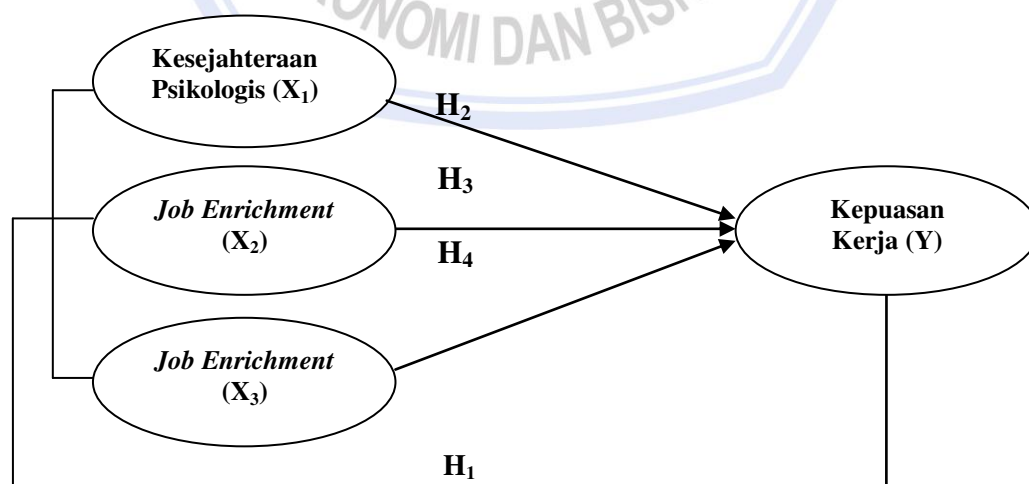 ONOMI DAN BIS
Kesejahteraan
Psikologis (X₁)
H₂
H₃
Job Enrichment
(X₂)
Kepuasan
Kerja (Y)
H₄
Job Enrichment
(X₃)
H₁